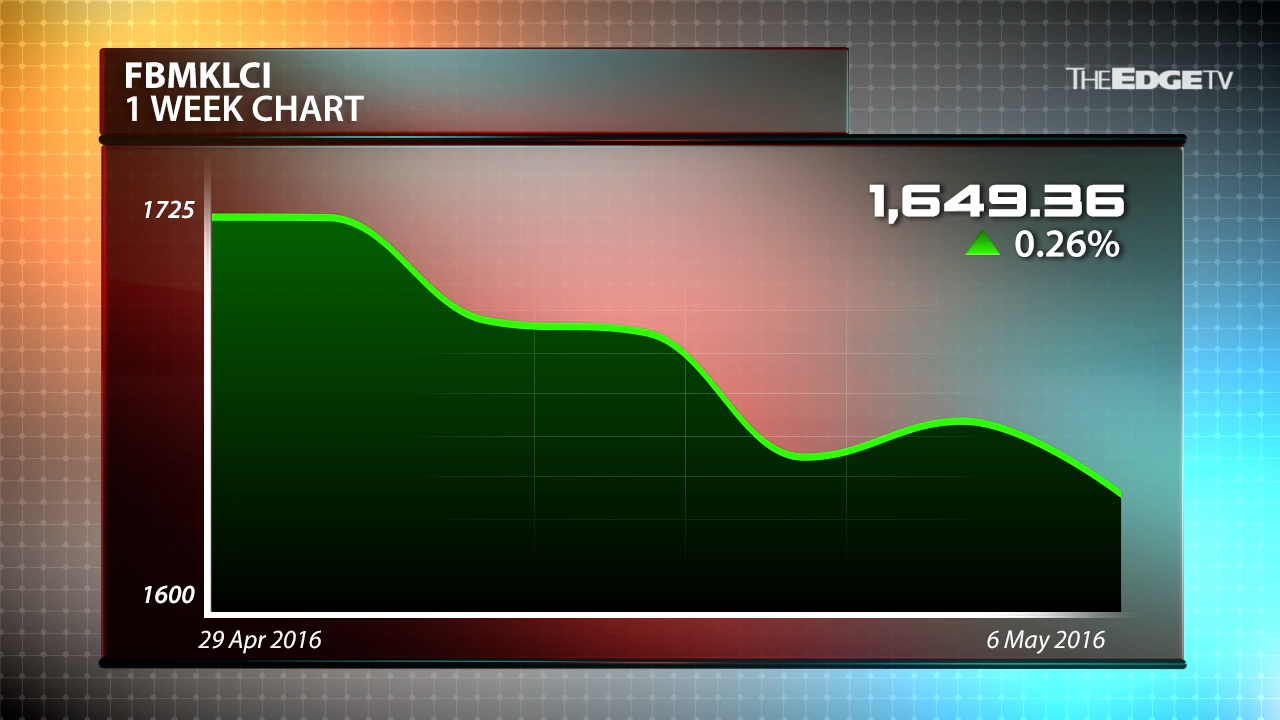 FBMKLCI
1 WEEK CHART
THEEDGETV
1,649.36
0.26%
1725
1600
29 Apr 2016
6 May 2016